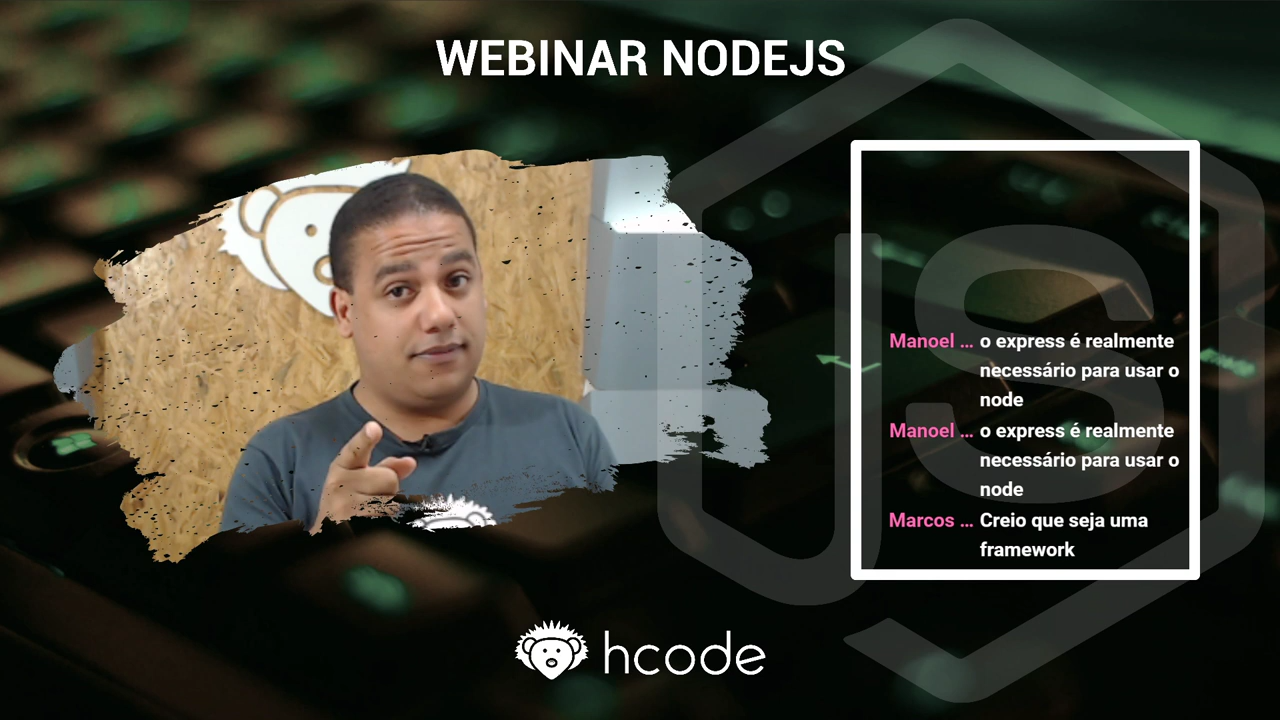 WEBINAR NODEJS
Manoel ... o express é realmente
necessário para usar o
node
Manoel ... o express é realmente
necessário para usar o
node
Marcos ... Creio que seja uma
framework
JS
hcode